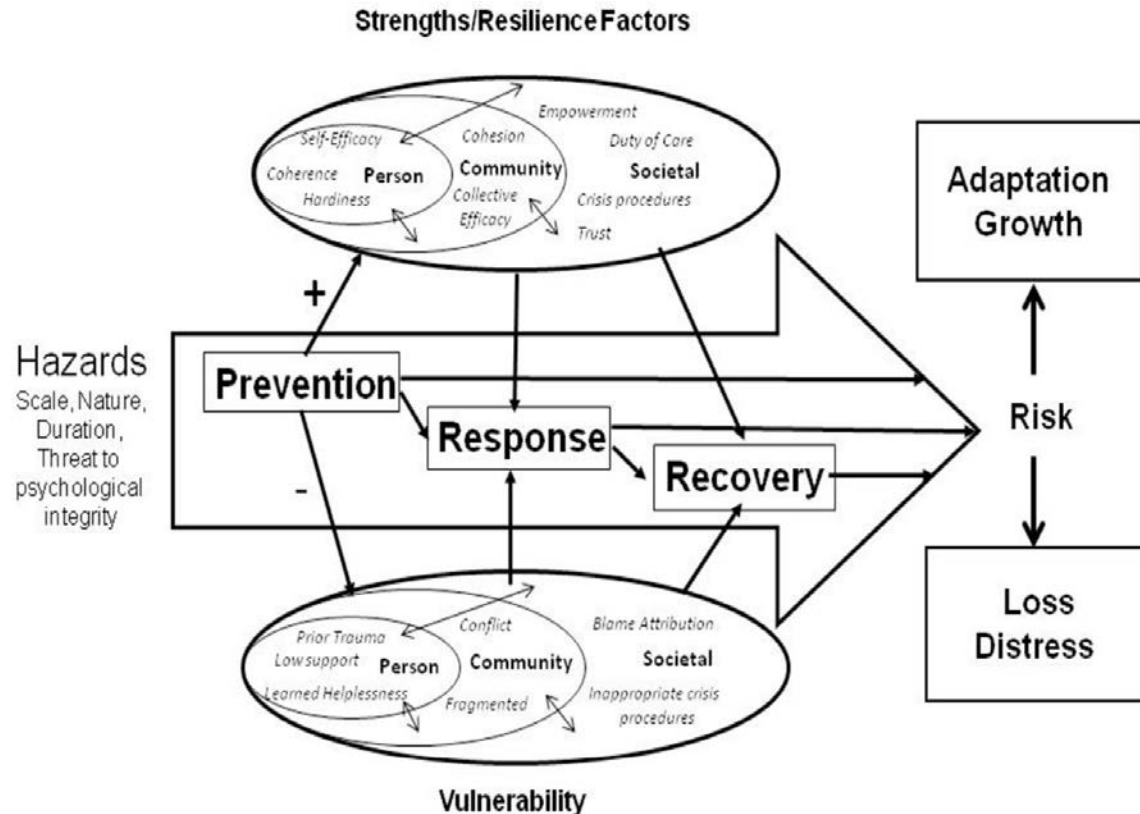 Strengths/Resilience Factors
Empowerment
Self-Efficacy
Cohesion
Duty of Care
Coherence
Person
Community
Societal
Hardiness
Collective
Efficacy
Crisis procedures
Trust
+
Adaptation
Growth
Hazards
Scale, Nature,
Duration,
Threat to
psychological
integrity
Prevention
Response
Recovery
Risk
-
Loss
Distress
Prior Trauma
Conflict
Blame Attribution
Low support
Person
Community
Societal
Learned Helplessness
Fragmented
Inappropriate crisis
procedures
Vulnerability